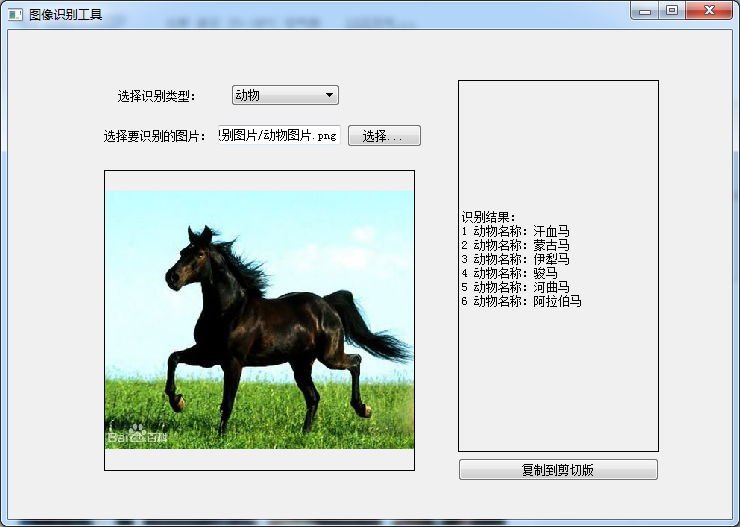 图像识别工具
选择识别类型：
动物
选择要识别的图片：
别图片/动物图片.png
选择...
识别结果：
1 动物名称：汗血马
2 动物名称：蒙古马
3 动物名称：伊犁马
4 动物名称：骏马
5 动物名称：河曲马
6 动物名称：阿拉伯马
Bai百科
复制到剪切版